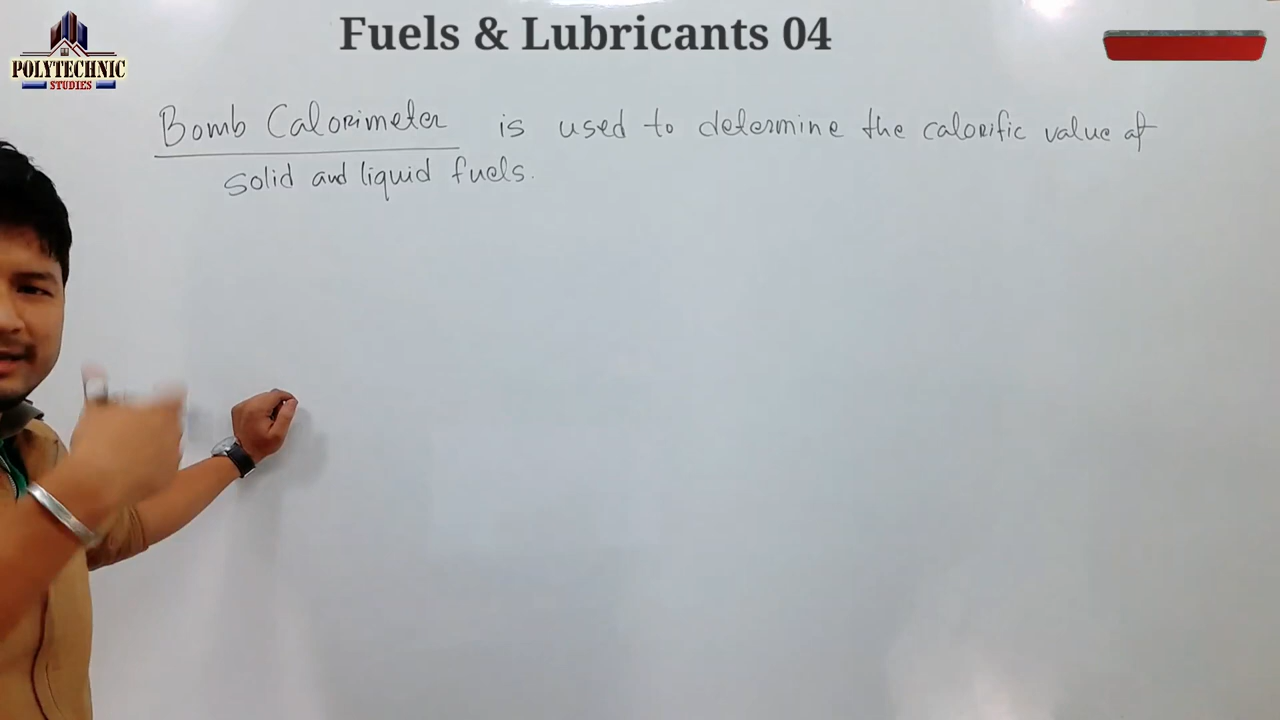 Fuels & Lubricants 04
POLYTECHNIC
STUDIES
Bomb Calorimeter is used to determine the calorific value of
solid and liquid fuels.